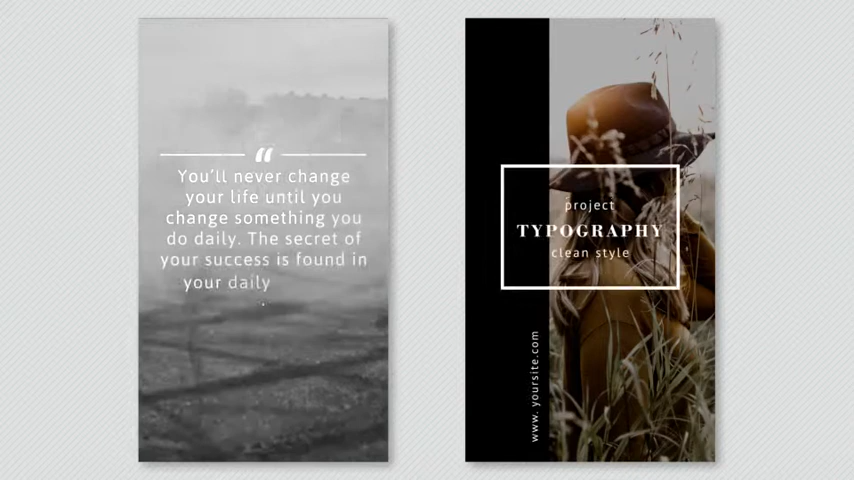 “
You'll never change
your life until you
change something you
do daily. The secret of
your success is found in
your daily
project
TYPOGRAPHY
clean style
www. yoursite.com